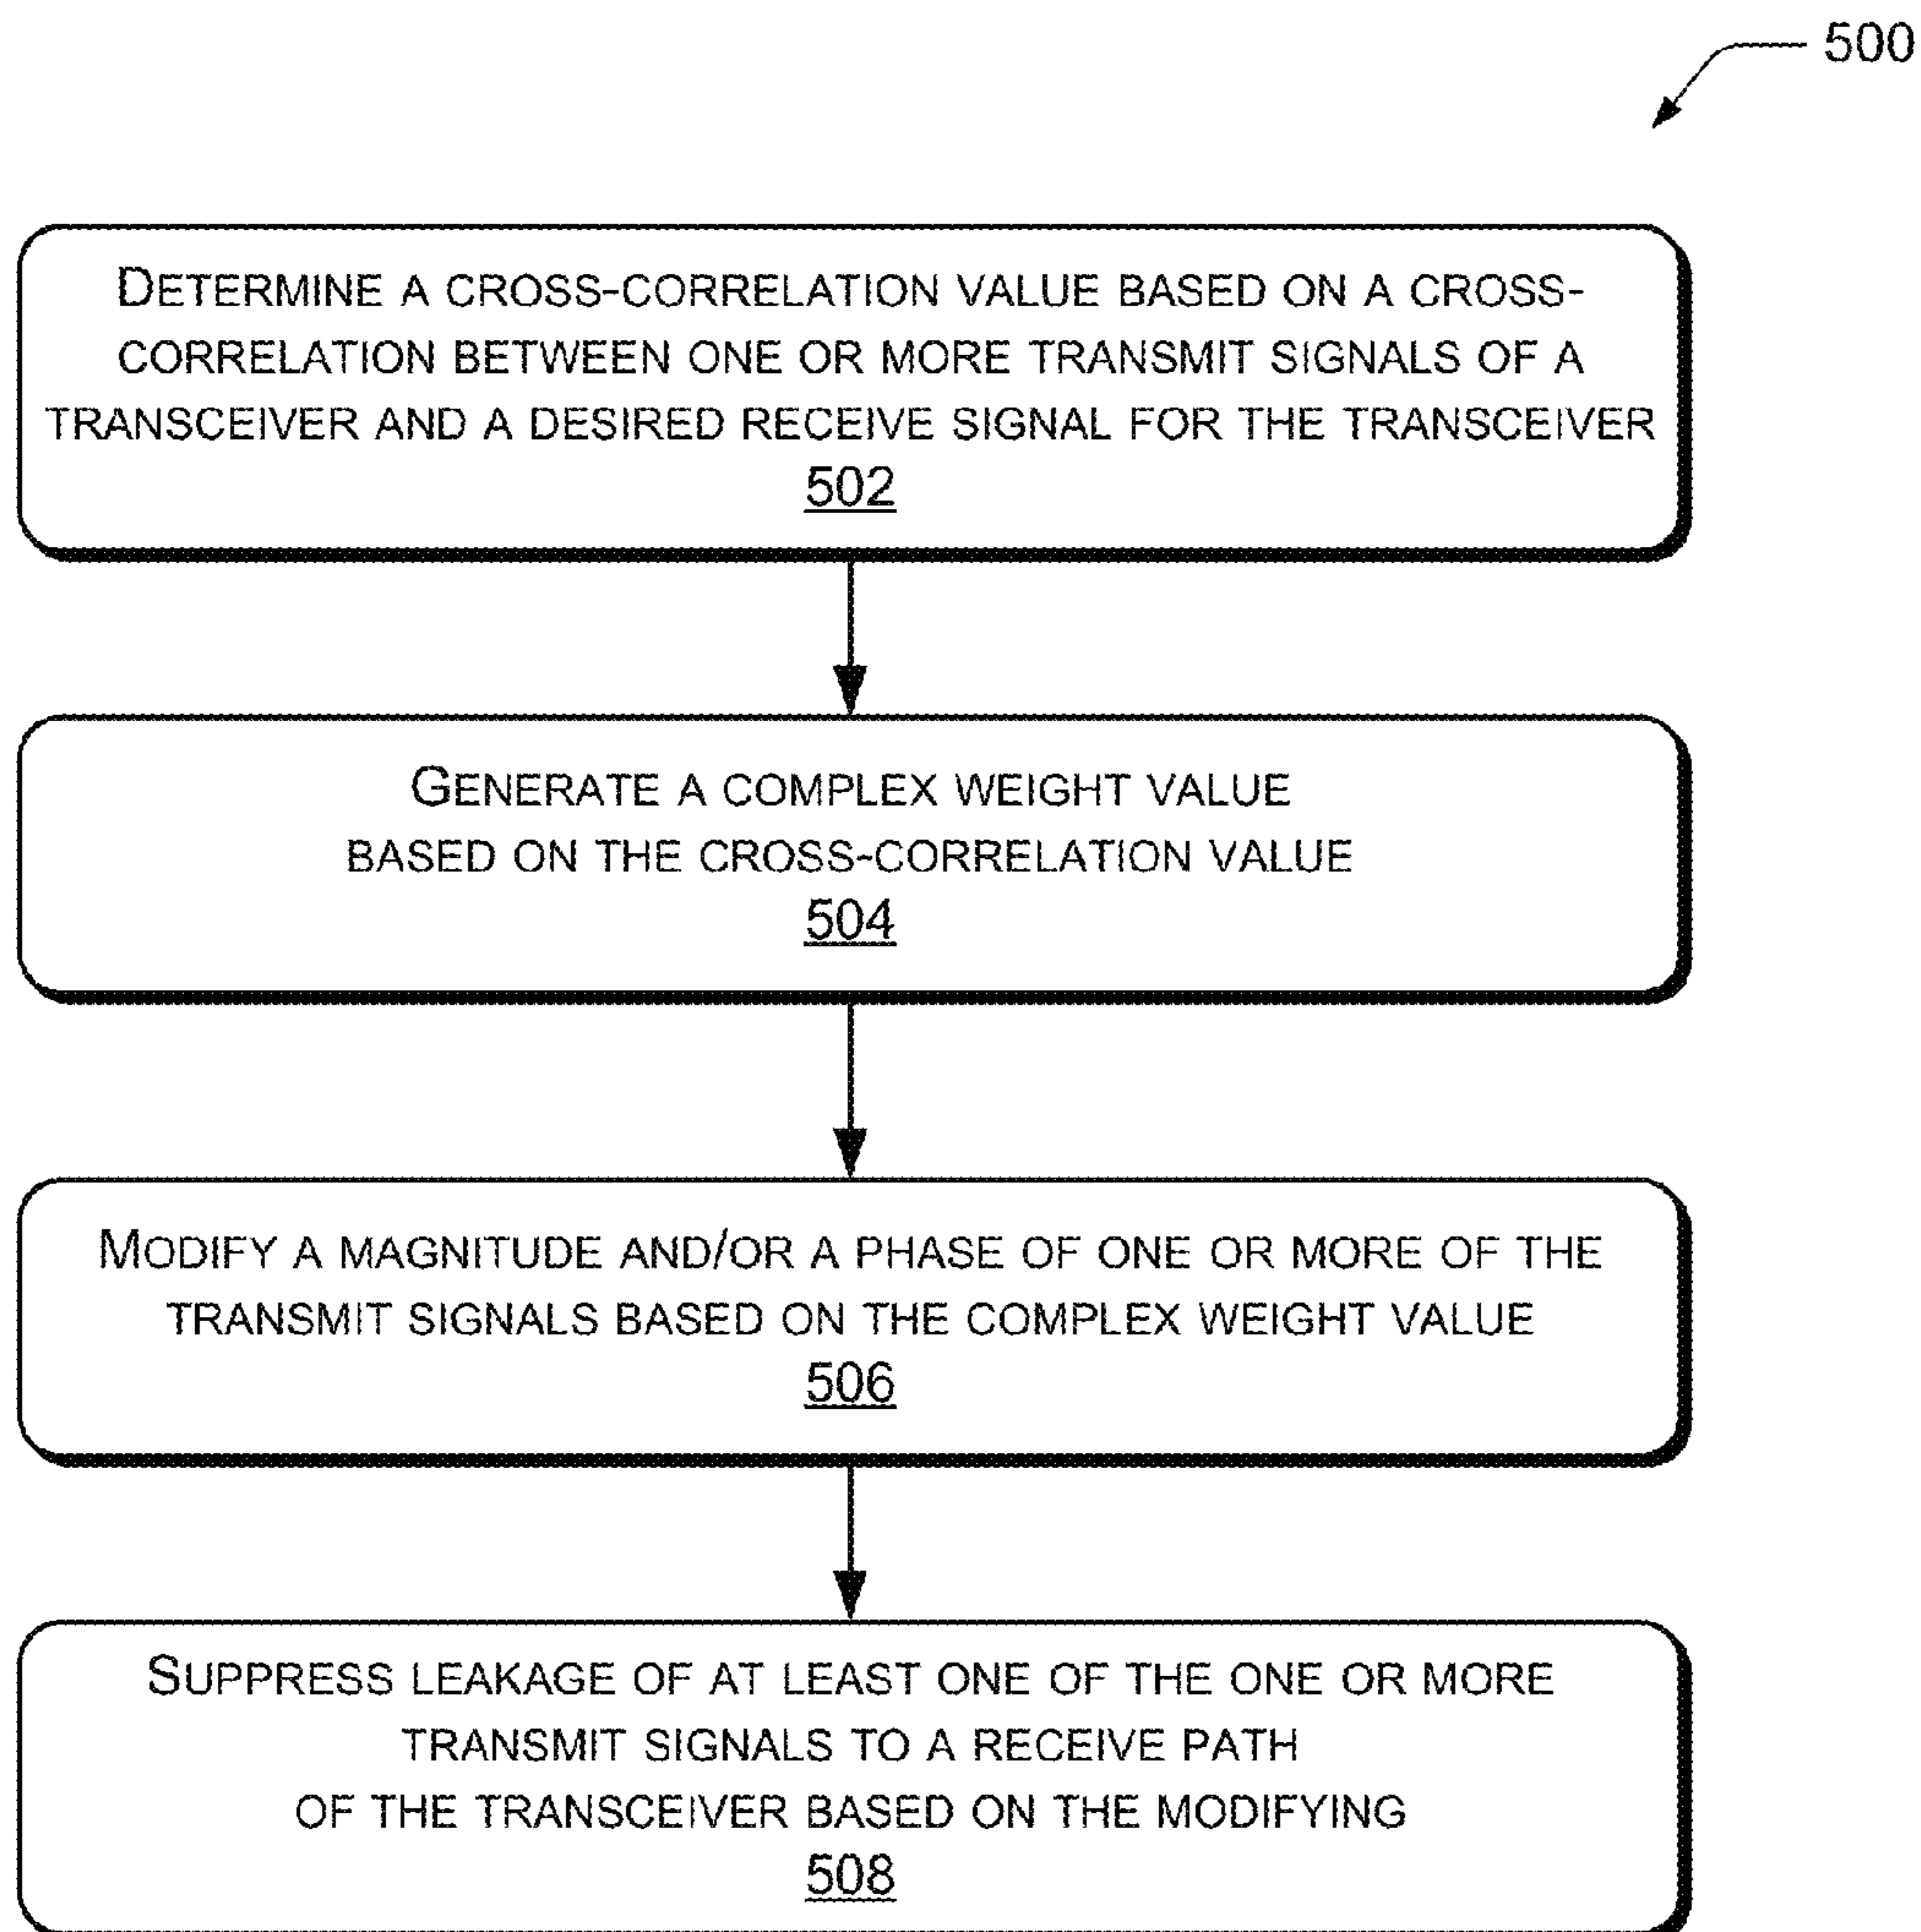 500
DETERMINE A CROSS-CORRELATION VALUE BASED ON A CROSS-
CORRELATION BETWEEN ONE OR MORE TRANSMIT SIGNALS OF A
TRANSCEIVER AND A DESIRED RECEIVE SIGNAL FOR THE TRANSCEIVER
502
GENERATE A COMPLEX WEIGHT VALUE
BASED ON THE CROSS-CORRELATION VALUE
504
MODIFY A MAGNITUDE AND/OR A PHASE OF ONE OR MORE OF THE
TRANSMIT SIGNALS BASED ON THE COMPLEX WEIGHT VALUE
506
SUPPRESS LEAKAGE OF AT LEAST ONE OF THE ONE OR MORE
TRANSMIT SIGNALS TO A RECEIVE PATH
OF THE TRANSCEIVER BASED ON THE MODIFYING
508